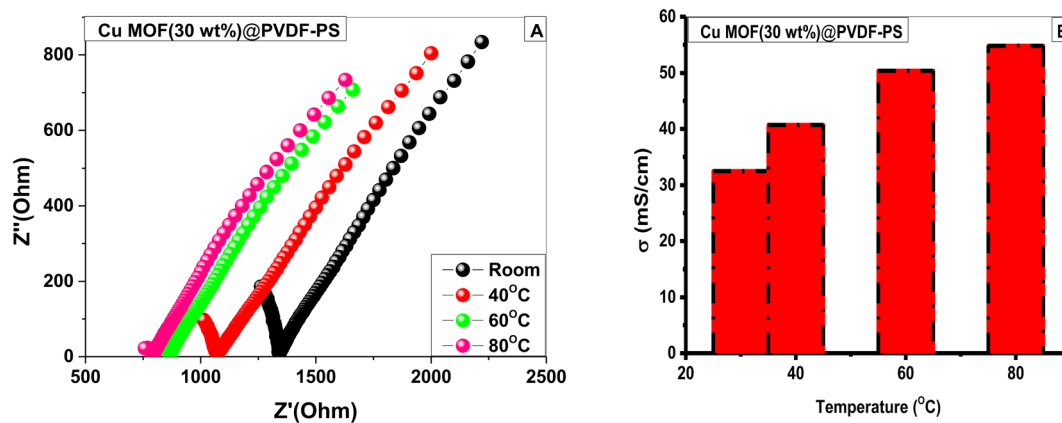 Cu MOF(30 wt%)@PVDF-PS
A
800
600
400
200
0
Z''(Ohm)
Room
40°C
60°C
80°C
500
1000
1500
2000
2500
Z'(Ohm)
Cu MOF(30 wt%)@PVDF-PS
60
50
40
30
20
10
0
σ (mS/cm)
20
40
60
80
Temperature (°C)